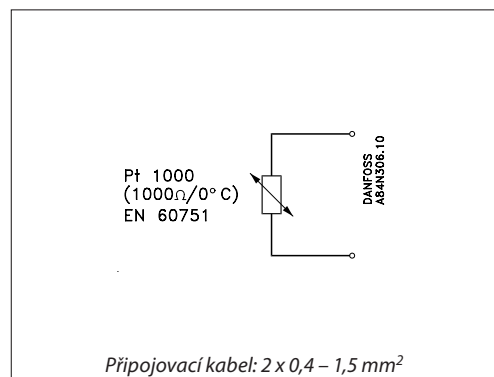 Pt 1000
(1000Ω/0° C)
EN 60751
DANFOSS
A84N306.10
Připojovací kabel: 2 x 0,4 – 1,5 mm²